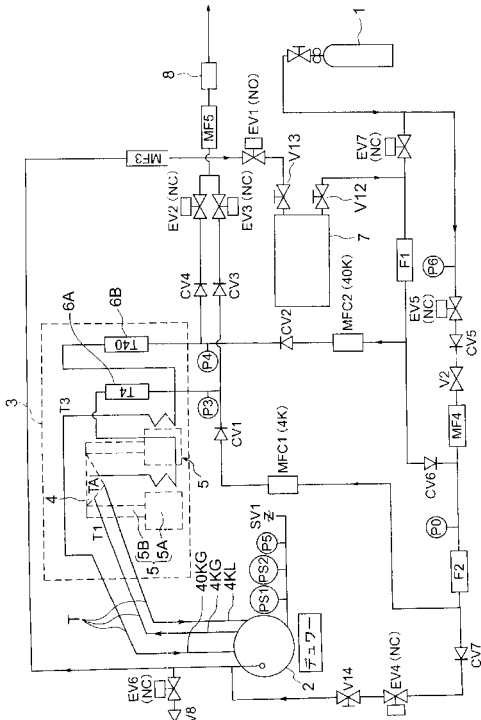 3
4
TA
T3
6A
6B
T1
T4
T40
5B
5'
5A
5
T
40KG
4KG
4KL
2
デュワー
PS1
PS2
P5
SV1
EV6
(NC)
V8
P3
P4
CV1
MFC1 (4K)
CV4
CV3
CV2
MFC2 (40K)
EV2 (NC)
EV3 (NC)
MF3
MF5
8
EV1 (NO)
V13
V12
7
1
EV7
(NC)
F1
P6
EV5
(NC)
CV5
V2
MF4
CV6
P0
F2
CV7
EV4 (NC)
V14